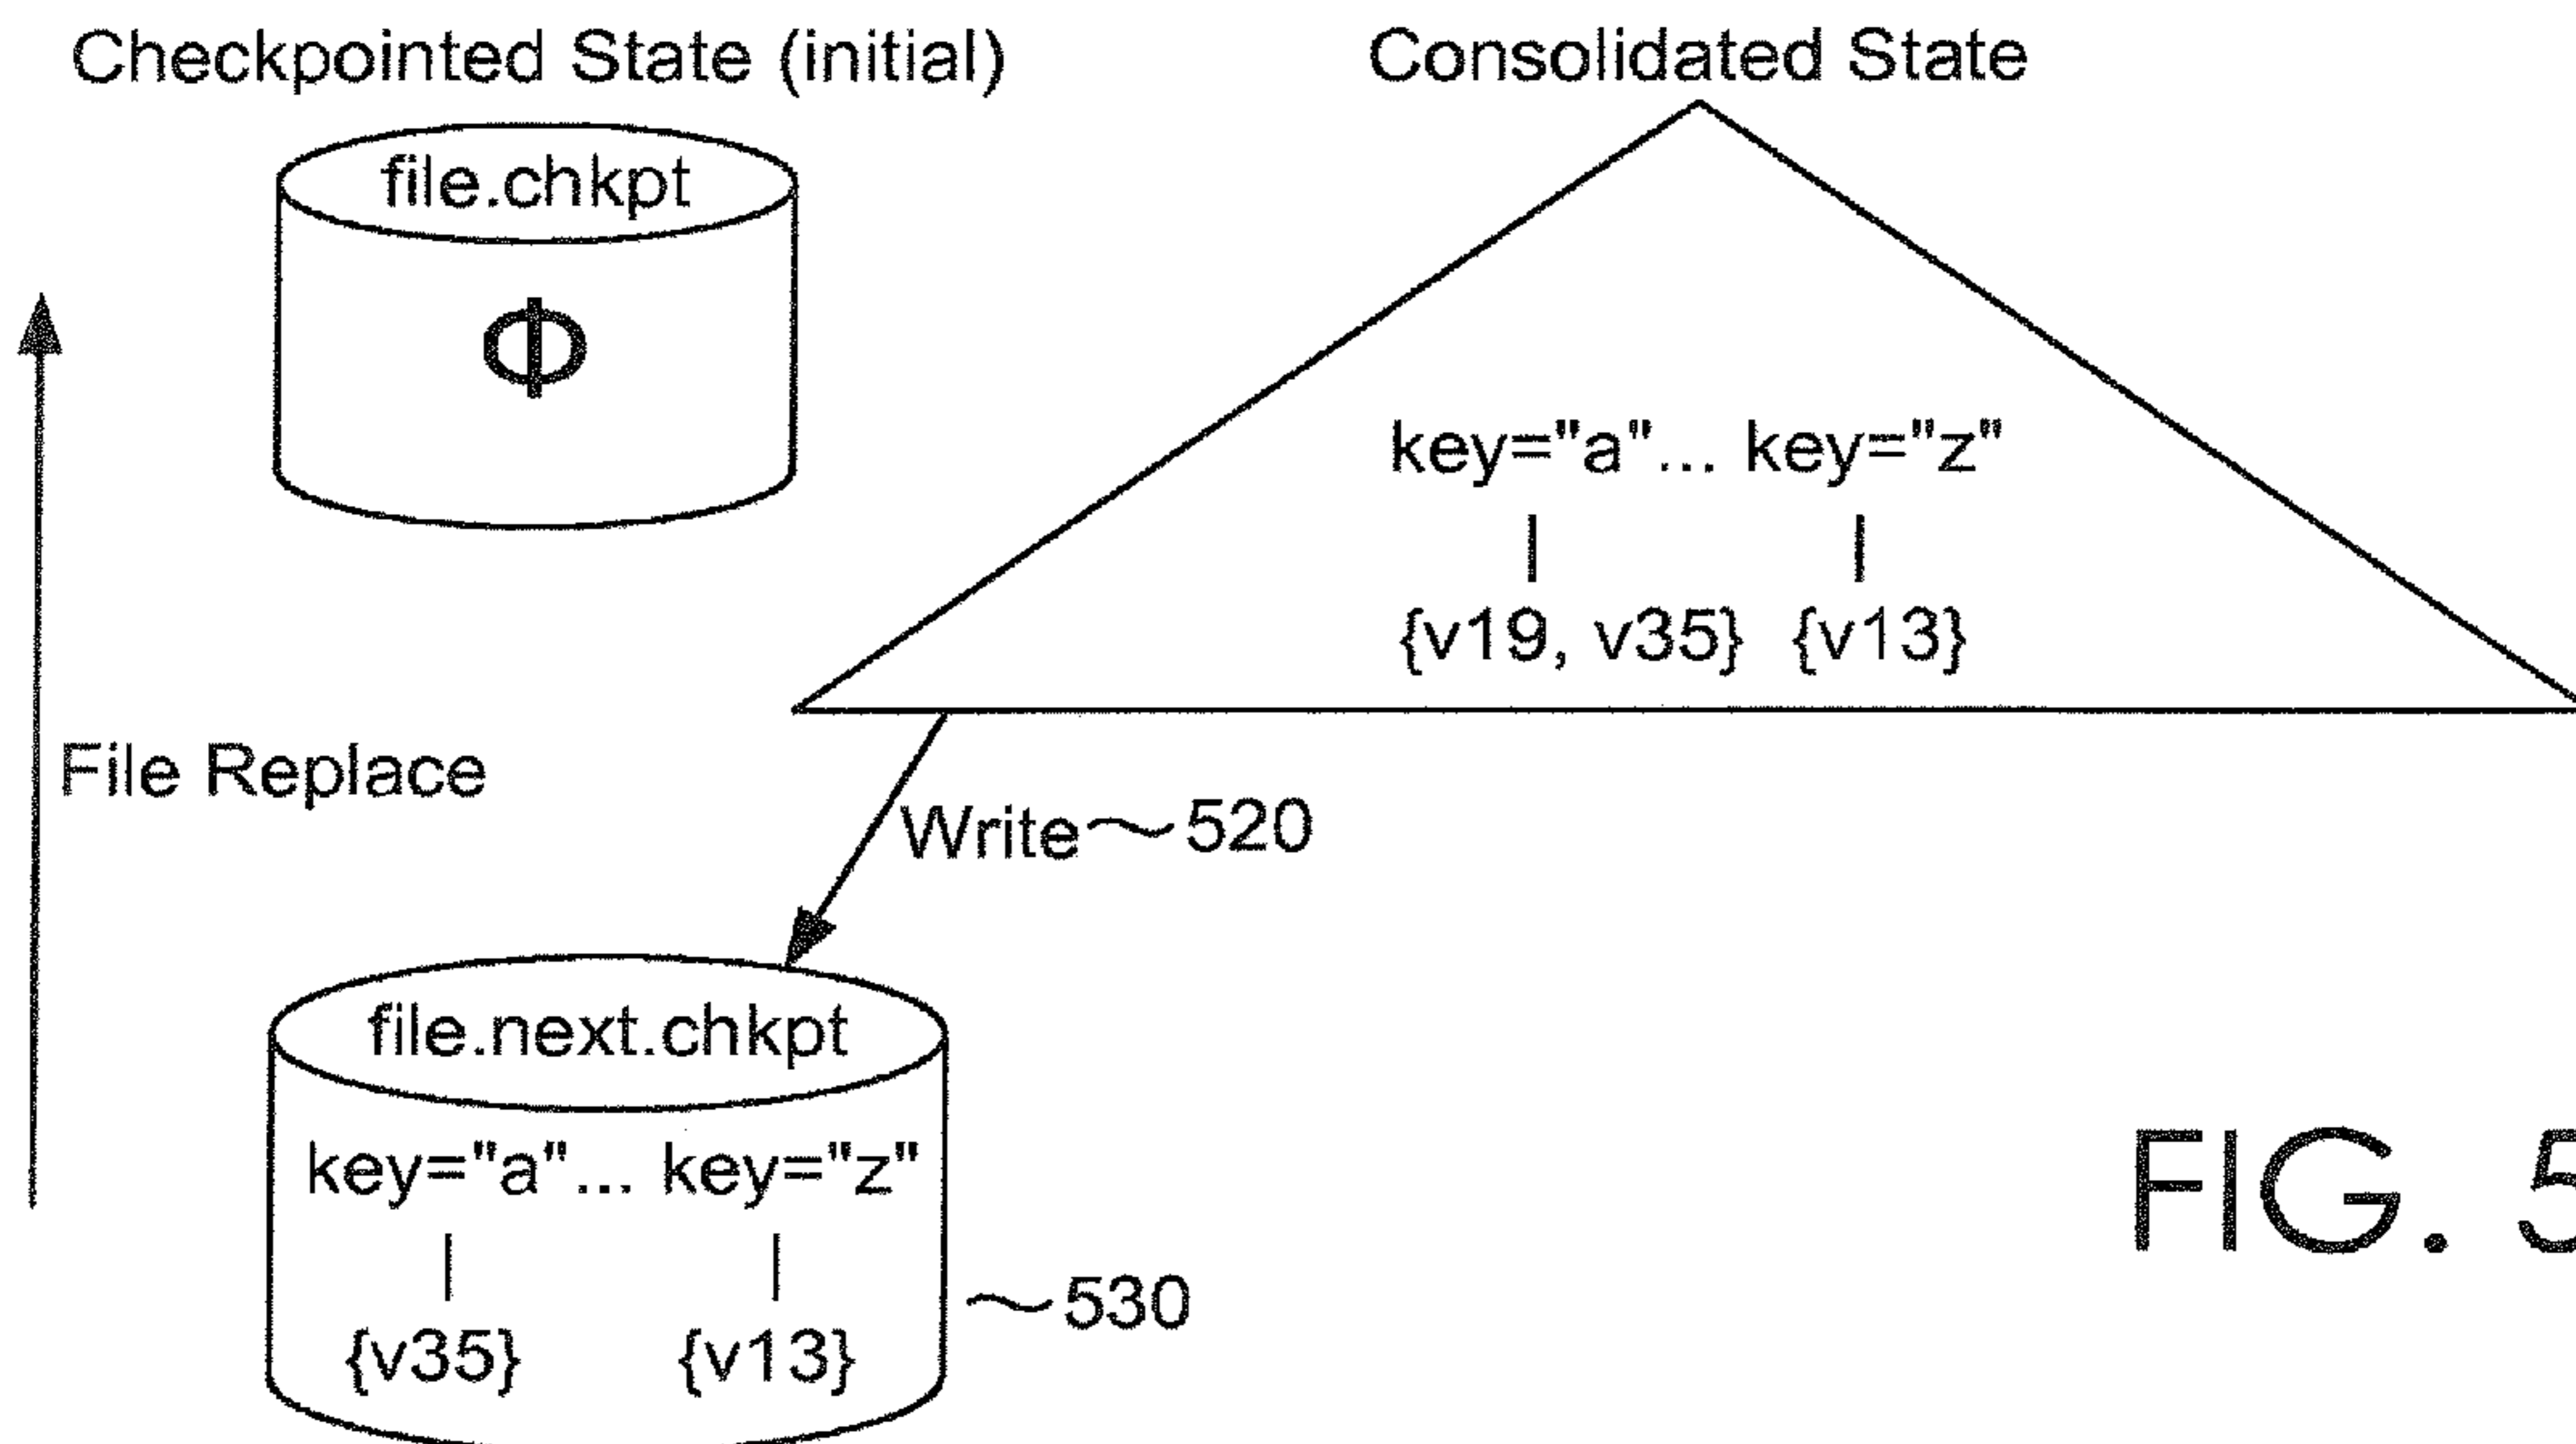 Checkpointed State (initial)
file.chkpt
Φ
Consolidated State
key="a"... key="z"
| |
{v19, v35} {v13}
File Replace
Write 520
file.next.chkpt
key="a"... key="z"
| |
{v35} {v13}
530
FIG. 5